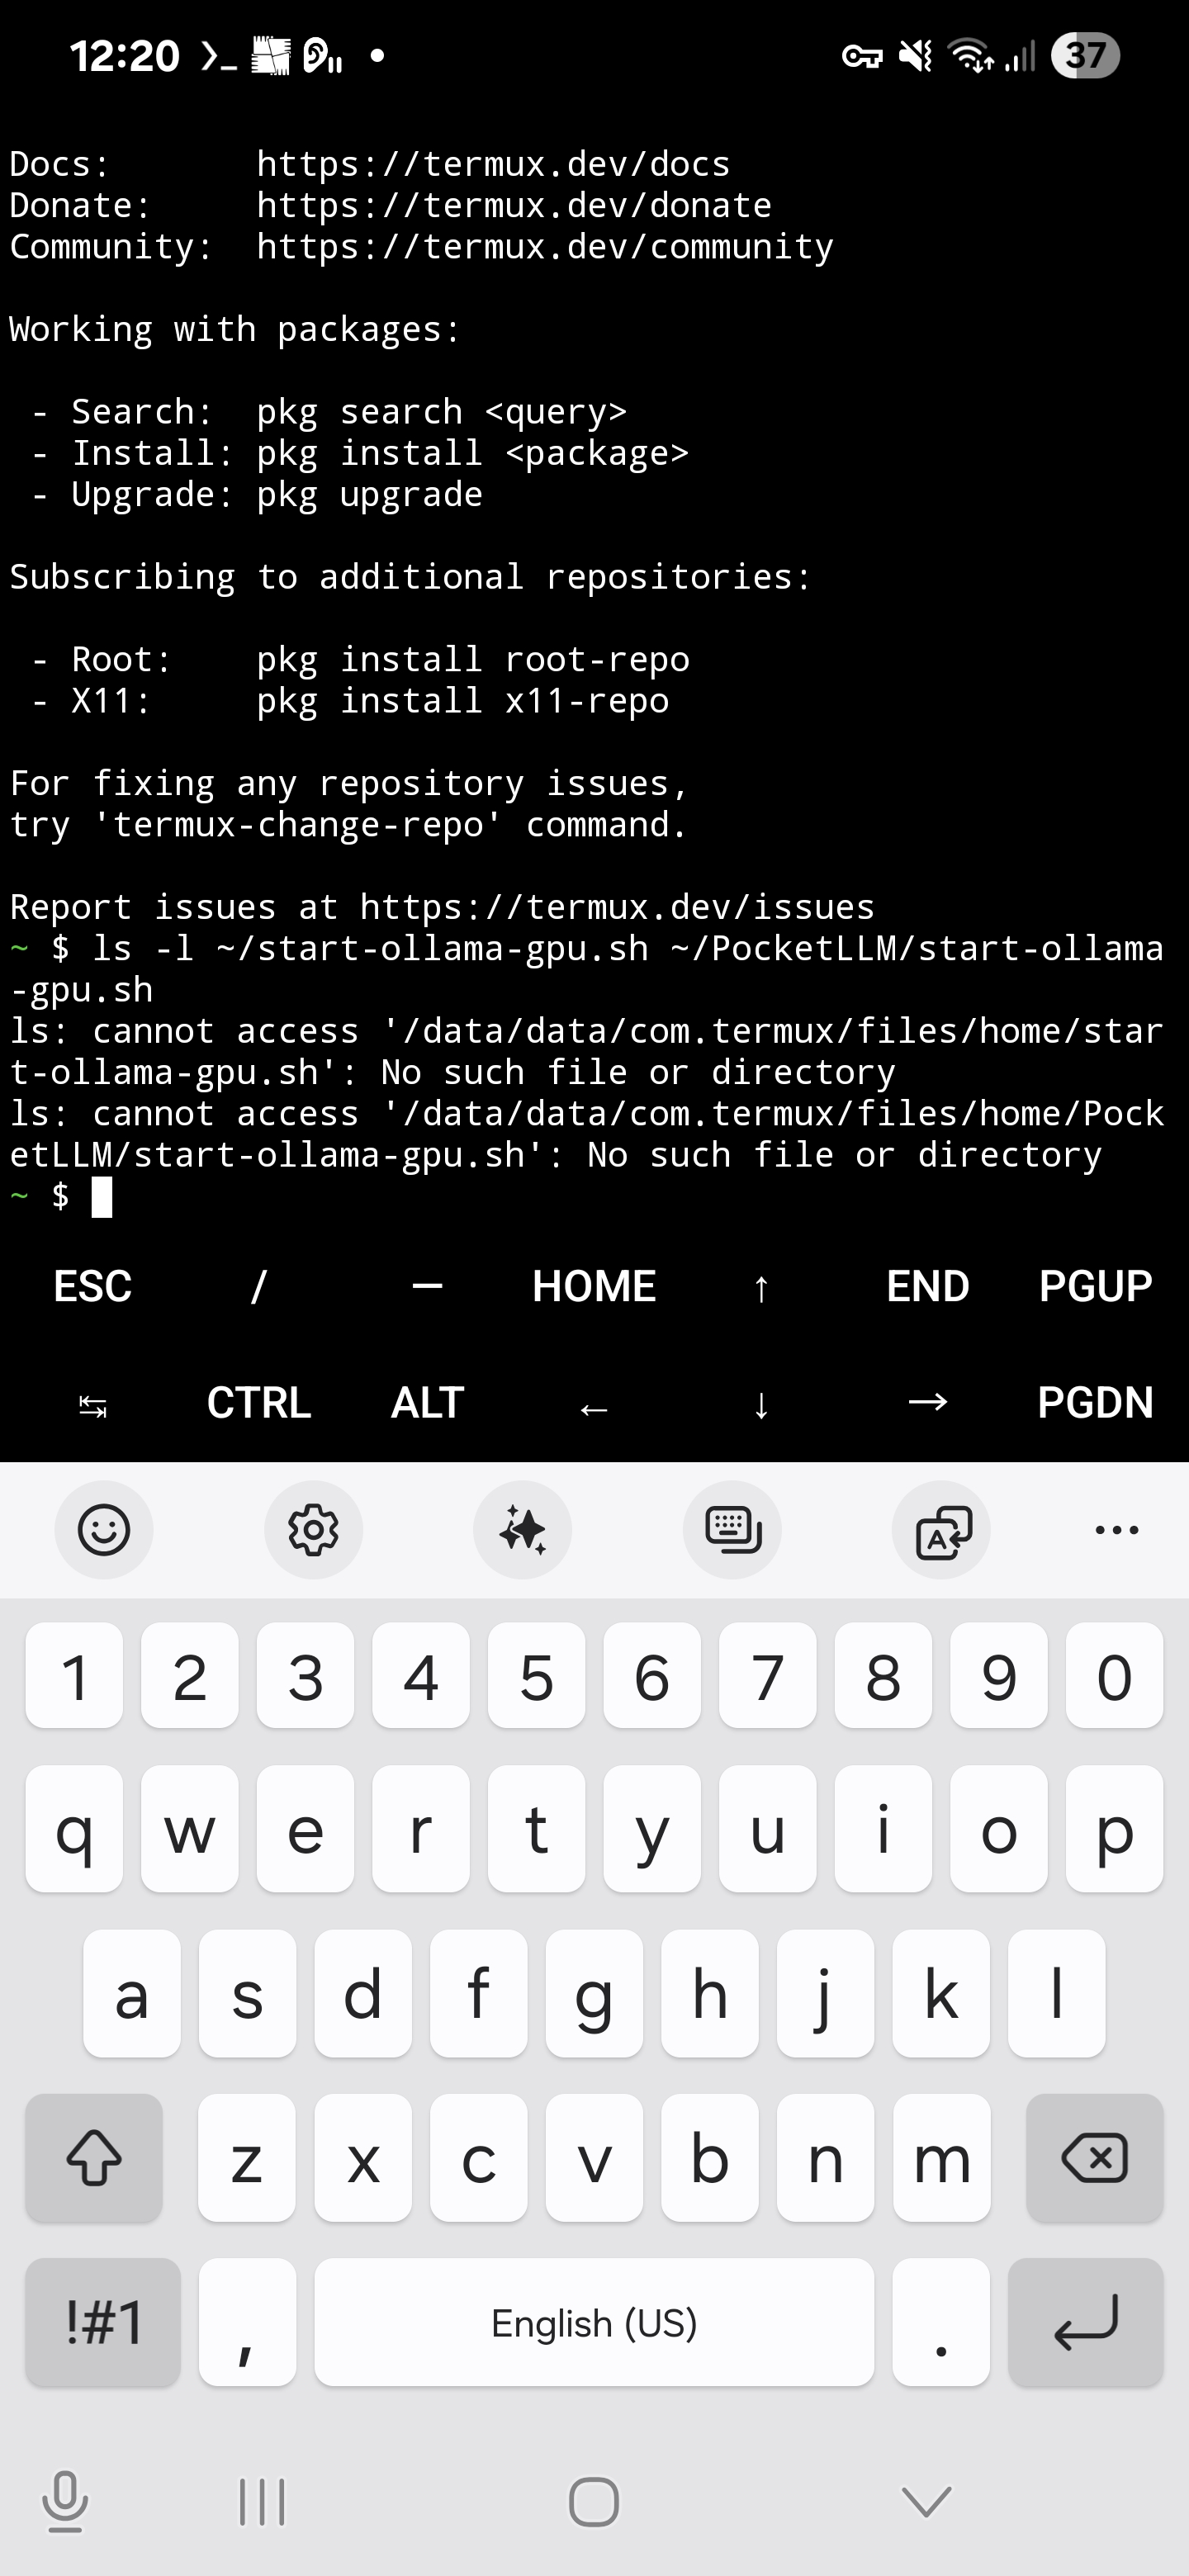 12:20
37
Docs:       https://termux.dev/docs
Donate:     https://termux.dev/donate
Community:  https://termux.dev/community
Working with packages:
- Search:  pkg search <query>
- Install: pkg install <package>
- Upgrade: pkg upgrade
Subscribing to additional repositories:
- Root:    pkg install root-repo
- X11:     pkg install x11-repo
For fixing any repository issues,
try 'termux-change-repo' command.
Report issues at https://termux.dev/issues
~ $ ls -l ~/start-ollama-gpu.sh ~/PocketLLM/start-ollama
-gpu.sh
ls: cannot access '/data/data/com.termux/files/home/star
t-ollama-gpu.sh': No such file or directory
ls: cannot access '/data/data/com.termux/files/home/Pock
etLLM/start-ollama-gpu.sh': No such file or directory
~ $
ESC / — HOME ↑ END PGUP
↹ CTRL ALT ← ↓ → PGDN
1 2 3 4 5 6 7 8 9 0
q w e r t y u i o p
a s d f g h j k l
z x c v b n m
!#1 , English (US) .